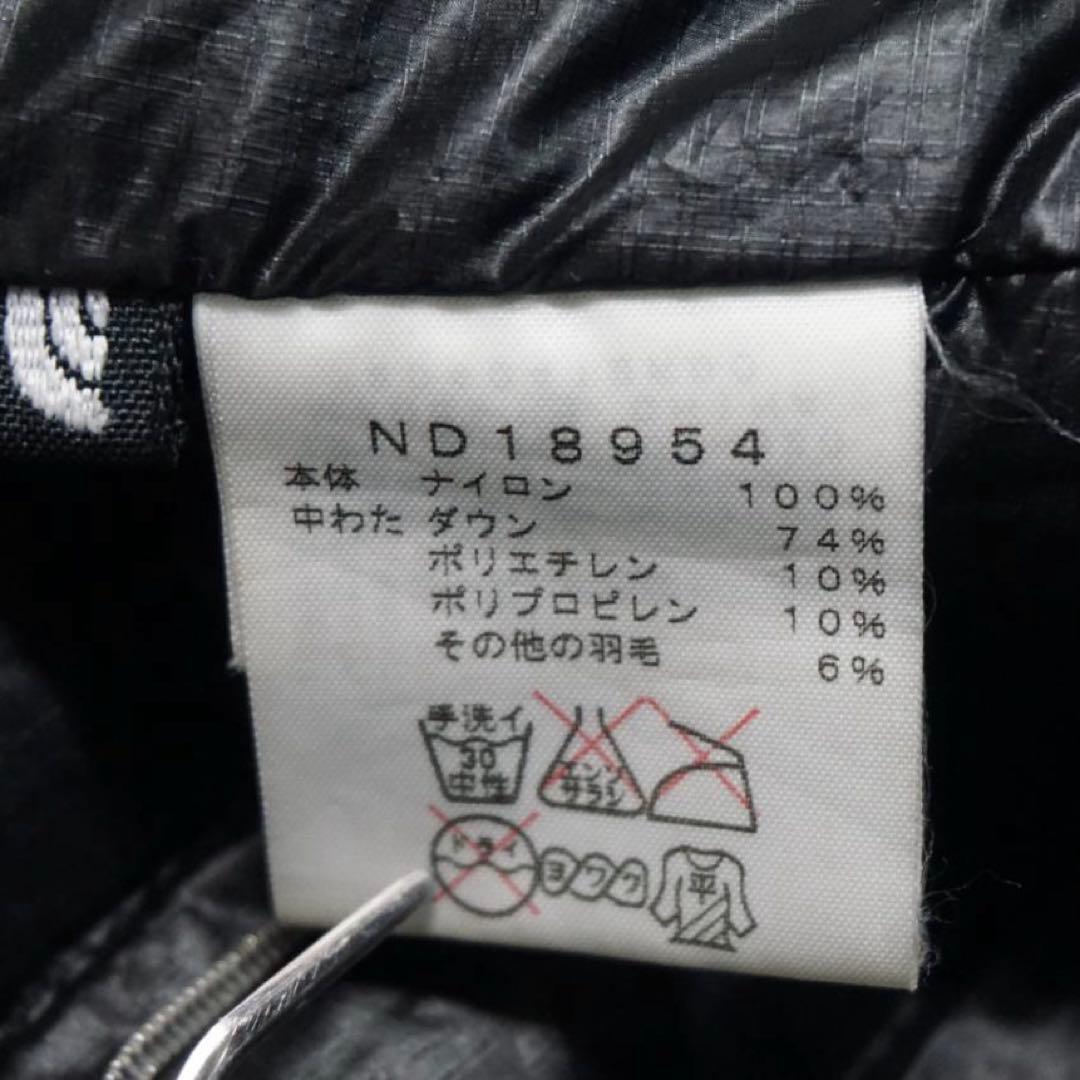 ND18954
本体 ナイロン 100%
中わた ダウン 74%
ポリエチレン 10%
ポリプロピレン 10%
その他の羽毛 6%
手洗イ
30
中性
エンソ
サラシ
ドライ
ヨワク
平